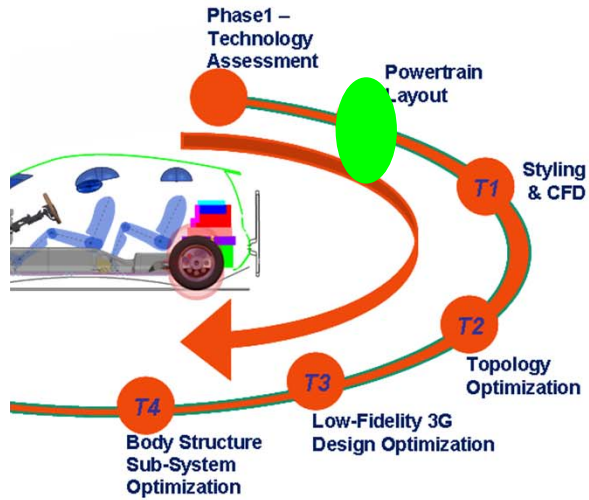 Phase1 –
Technology
Assessment
Powertrain
Layout
T1
Styling
& CFD
T2
Topology
Optimization
T3
Low-Fidelity 3G
Design Optimization
T4
Body Structure
Sub-System
Optimization